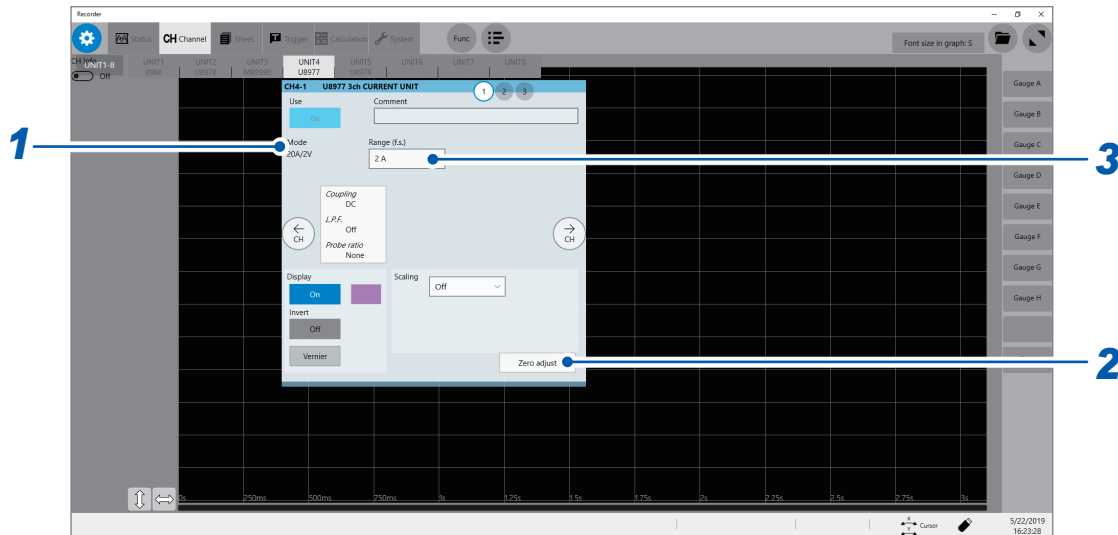 Recorder
Status CH Channel Sheet Trigger Calculation System Func Font size in graph: S
CH Info UNIT1-8 UNIT1 UNIT2 UNIT3 UNIT4 UNIT5 UNIT6 UNIT7 UNIT8
Off 8966 U8978 MR8990 U8977 U8978
CH4-1 U8977 3ch CURRENT UNIT 1 2 3
Use Comment
On
1
Mode Range (f.s.)
20A/2V 2 A
3
Coupling
DC
L.P.F.
Off
Probe ratio
None
CH
CH
Display Scaling
On Off
Invert
Off
Vernier Zero adjust
2
Gauge A
Gauge B
Gauge C
Gauge D
Gauge E
Gauge F
Gauge G
Gauge H
0s 250ms 500ms 750ms 1s 1.25s 1.5s 1.75s 2s 2.25s 2.5s 2.75s 3s
X Y Cursor 5/22/2019
16:23:28